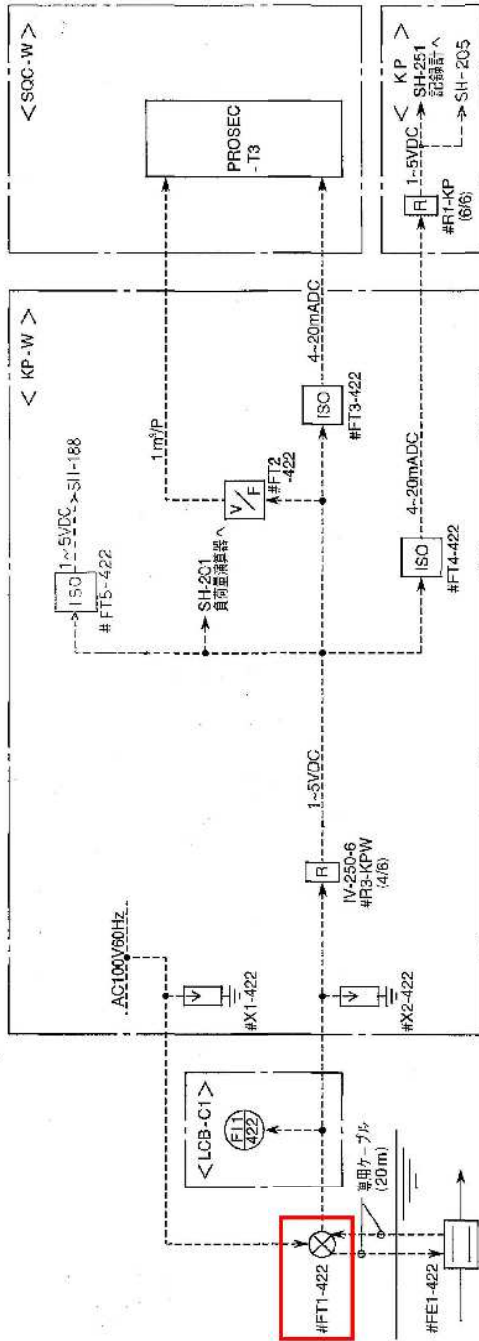 < SQC-W >
PROSEC
- T3
< KP >
1~5VDC
SH-251
記録計へ
SH-205
R
#R1-KP
(6/6)
< KP-W >
1~5VDC
SH-188
ISO
#FT5-422
1m³/P
V/F
#FT2
-422
SH-201
負荷量演算器へ
4~20mADC
ISO
#FT3-422
4~20mADC
ISO
#FT4-422
1~5VDC
R
IV-250-6
#R3-KPW
(4/6)
AC100V60Hz
#X1-422
#X2-422
<LCB-C1>
FI1
422
#FT1-422
専用ケーブル
(20m)
#FE1-422